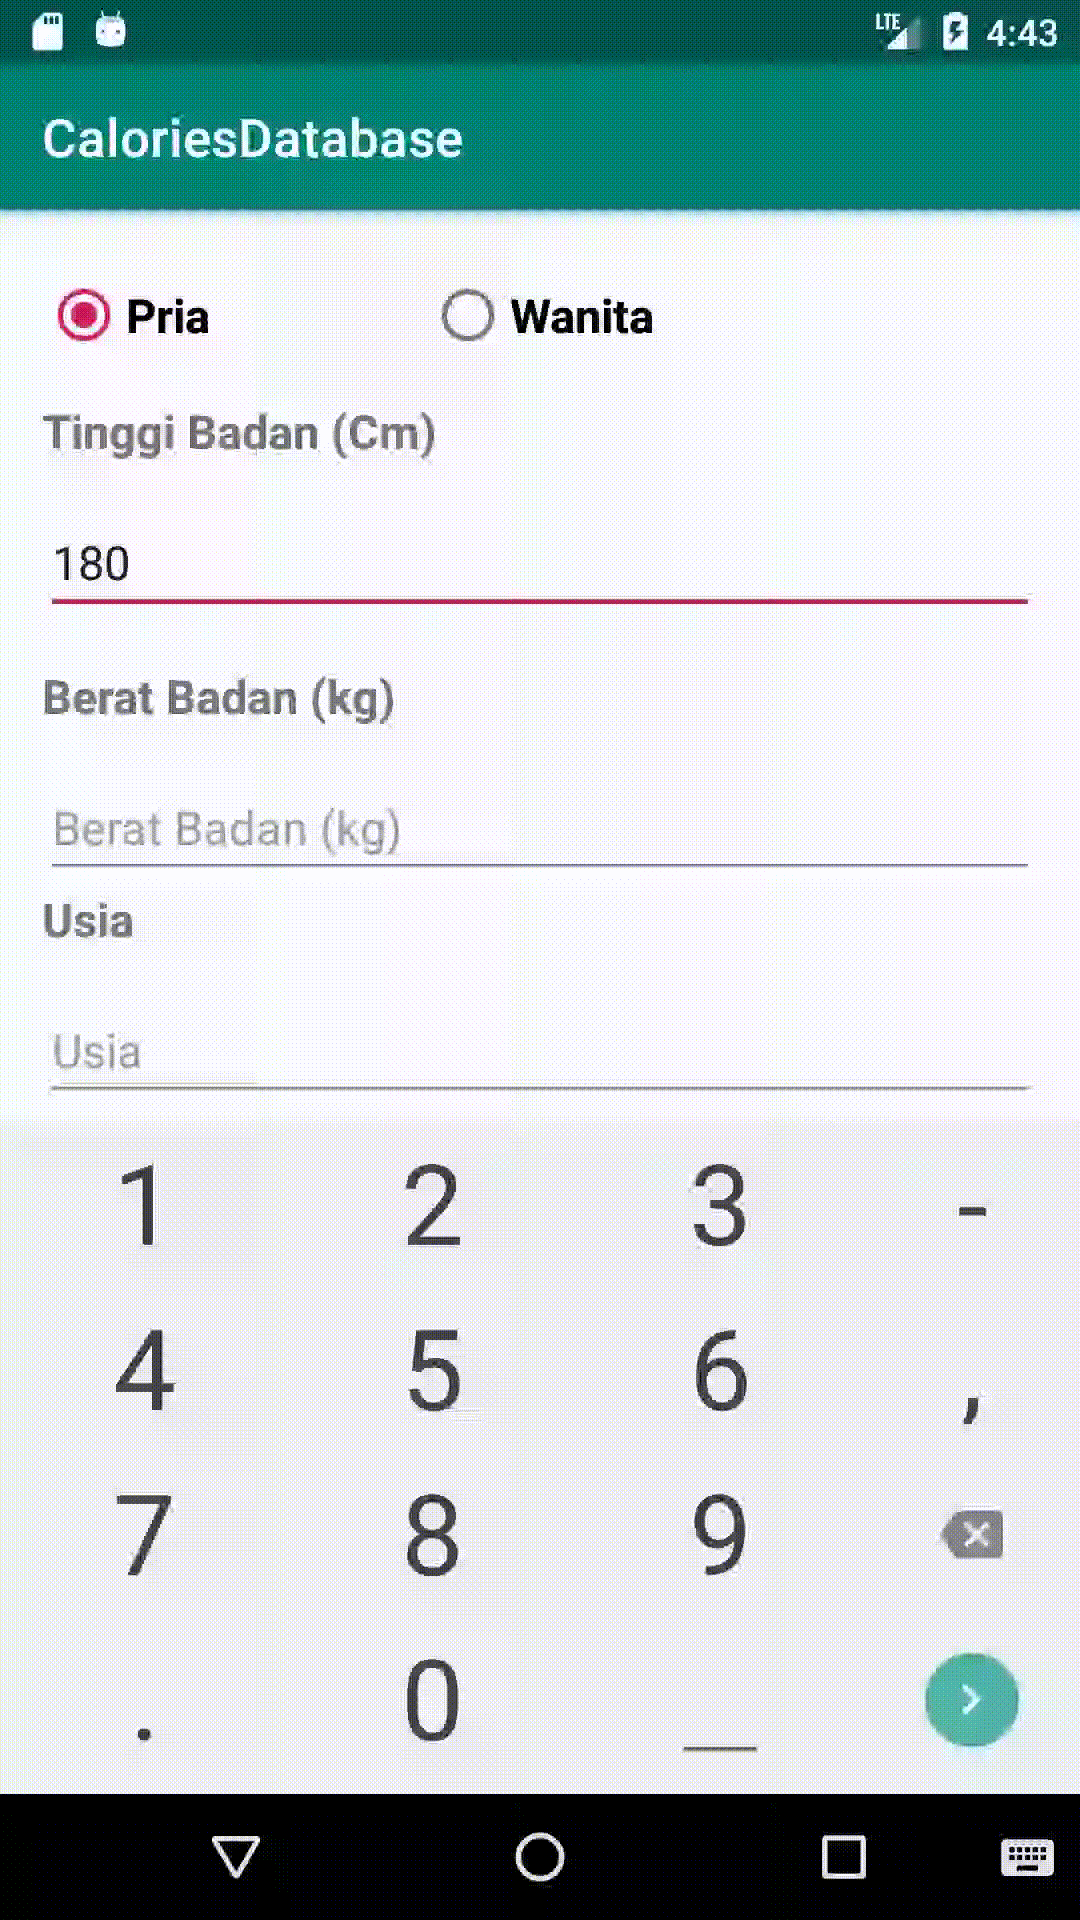 LTE 4:43
CaloriesDatabase
Pria Wanita
Tinggi Badan (Cm)
180
Berat Badan (kg)
Berat Badan (kg)
Usia
Usia
1 2 3 -
4 5 6 ,
7 8 9
. 0 _